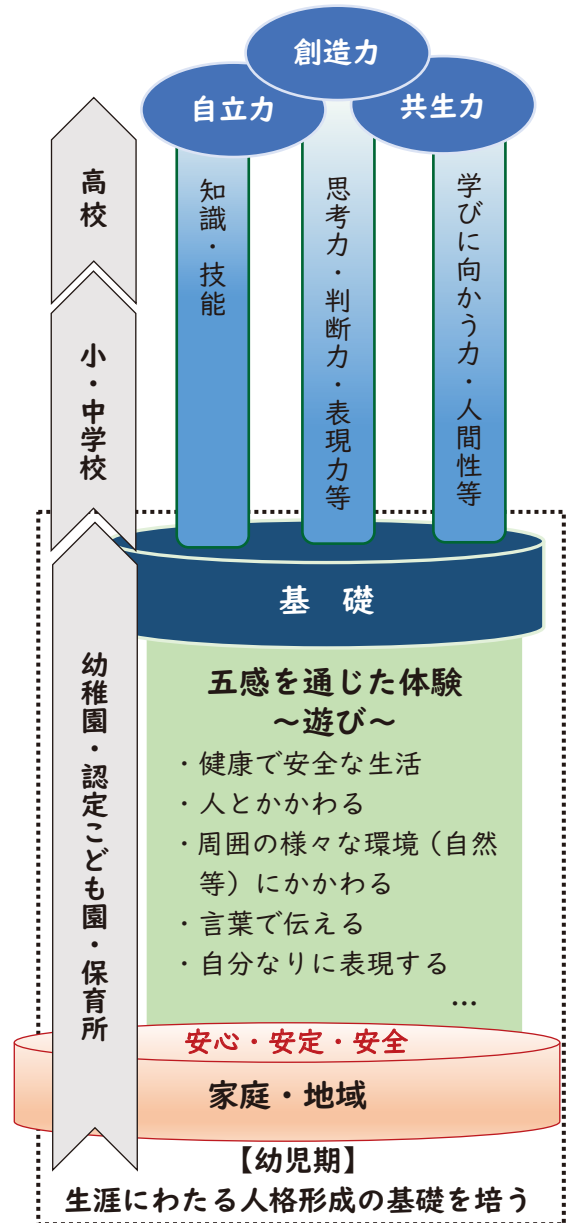 創造力
自立力
共生力
高校
小・中学校
幼稚園・認定こども園・保育所
知識・技能
思考力・判断力・表現力等
学びに向かう力・人間性等
基　礎
五感を通じた体験
～遊び～
・健康で安全な生活
・人とかかわる
・周囲の様々な環境（自然
等）にかかわる
・言葉で伝える
・自分なりに表現する
…
安心・安定・安全
家庭・地域
【幼児期】
生涯にわたる人格形成の基礎を培う